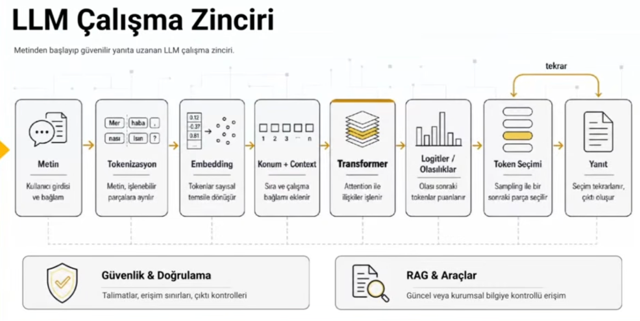 LLM Çalışma Zinciri
Metinden başlayıp güvenilir yanıta uzanan LLM çalışma zinciri.
tekrar
Mer haba ,
nasıl sın ?
0.12
-0.37
0.81
1 2 3 ... n
Metin
Kullanıcı girdisi
ve bağlam
Tokenizasyon
Metin, işlenebilir
parçalara ayrılır
Embedding
Tokenlar sayısal
temsile dönüşür
Konum + Context
Sıra ve çalışma
bağlamı eklenir
Transformer
Attention ile
ilişkiler işlenir
Logitler /
Olasılıklar
Olası sonraki
tokenlar puanlanır
Token Seçimi
Sampling ile bir
sonraki parça seçilir
Yanıt
Seçim tekrarlanır,
çıktı oluşur
Güvenlik & Doğrulama
Talimatlar, erişim sınırları, çıktı kontrolleri
RAG & Araçlar
Güncel veya kurumsal bilgiye kontrollü erişim